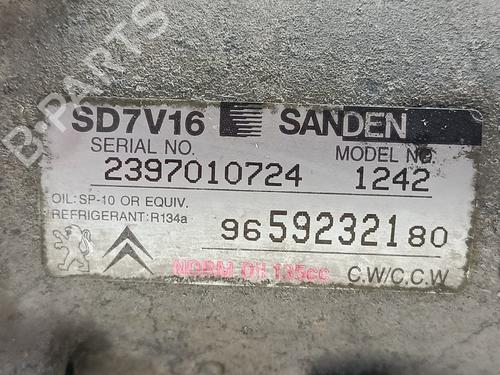 B-PARTS
SD7V16 SANDEN
SERIAL NO. MODEL NO.
2397010724 1242
OIL: SP-10 OR EQUIV.
REFRIGERANT: R134a
9659232180
NORM OIL 135cc C.W/C.C.W